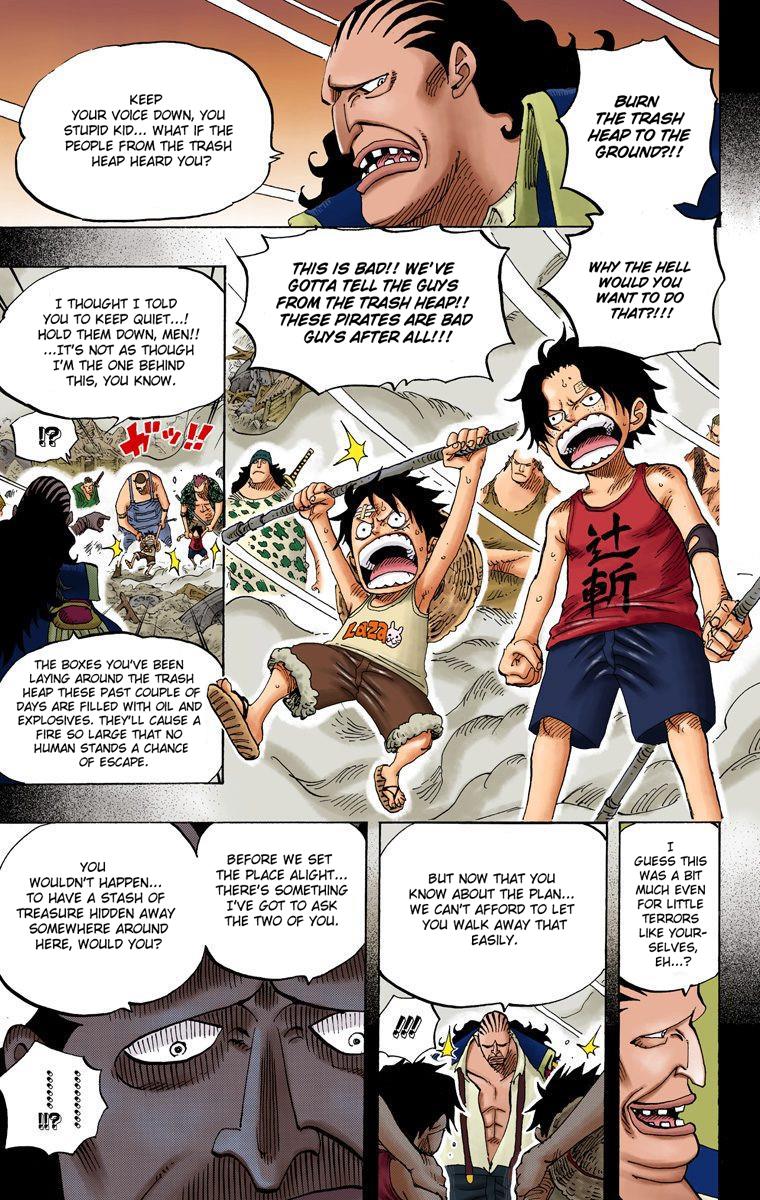 BURN
THE TRASH
HEAP TO THE
GROUND?!!
WHY THE HELL
WOULD YOU
WANT TO DO
THAT?!!!
KEEP
YOUR VOICE DOWN, YOU
STUPID KID... WHAT IF THE
PEOPLE FROM THE TRASH
HEAP HEARD YOU?
THIS IS BAD!! WE'VE
GOTTA TELL THE GUYS
FROM THE TRASH HEAP!!
THESE PIRATES ARE BAD
GUYS AFTER ALL!!!
辻
斬
LAZA
I THOUGHT I TOLD
YOU TO KEEP QUIET...!
HOLD THEM DOWN, MEN!!
...IT'S NOT AS THOUGH
I'M THE ONE BEHIND
THIS, YOU KNOW.
!?
ガッ!!
THE BOXES YOU'VE BEEN
LAYING AROUND THE TRASH
HEAP THESE PAST COUPLE OF
DAYS ARE FILLED WITH OIL AND
EXPLOSIVES. THEY'LL CAUSE A
FIRE SO LARGE THAT NO
HUMAN STANDS A CHANCE
OF ESCAPE.
I
GUESS THIS
WAS A BIT
MUCH EVEN
FOR LITTLE
TERRORS
LIKE YOUR-
SELVES,
EH...?
BUT NOW THAT YOU
KNOW ABOUT THE PLAN...
WE CAN'T AFFORD TO LET
YOU WALK AWAY THAT
EASILY.
!!!
BEFORE WE SET
THE PLACE ALIGHT...
THERE'S SOMETHING
I'VE GOT TO ASK
THE TWO OF YOU.
YOU
WOULDN'T HAPPEN...
TO HAVE A STASH OF
TREASURE HIDDEN AWAY
SOMEWHERE AROUND
HERE, WOULD YOU?
.........
......!!?